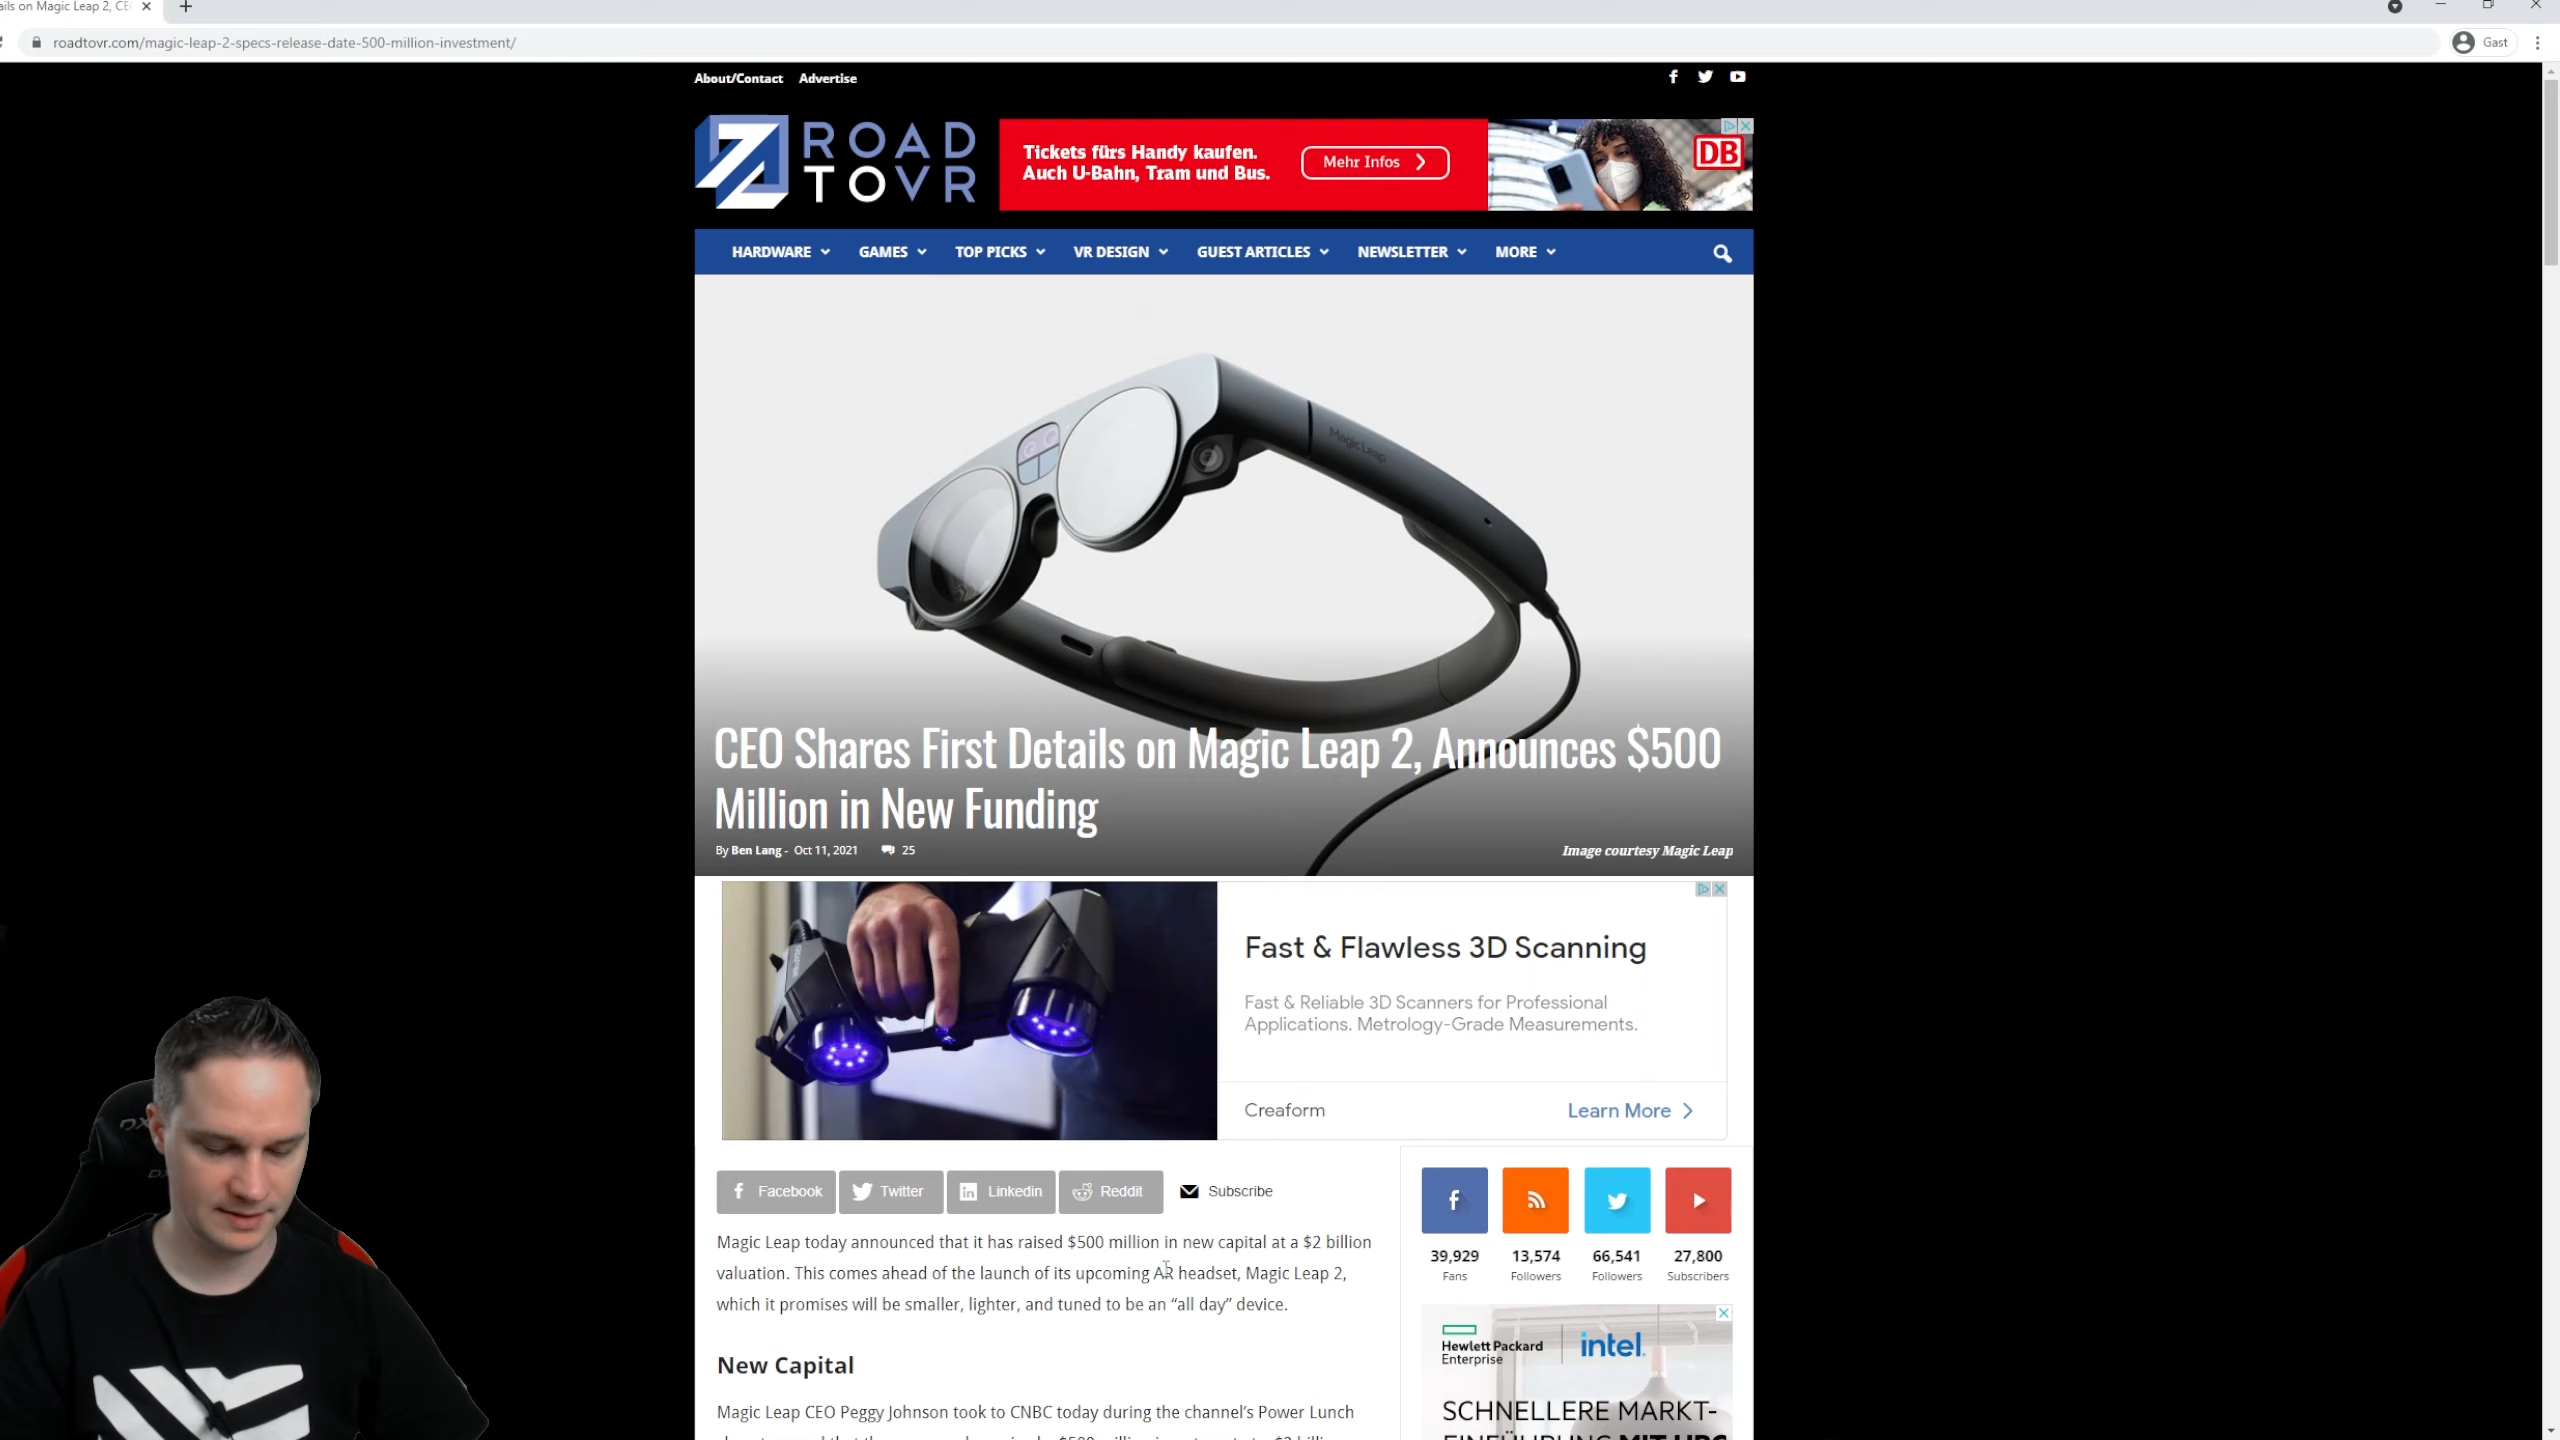 ails on Magic Leap 2, CE
roadtovr.com/magic-leap-2-specs-release-date-500-million-investment/
Gast
About/Contact Advertise
ROAD
TOVR
Tickets fürs Handy kaufen.
Auch U-Bahn, Tram und Bus.
Mehr Infos
DB
HARDWARE GAMES TOP PICKS VR DESIGN GUEST ARTICLES NEWSLETTER MORE
Magic Leap
CEO Shares First Details on Magic Leap 2, Announces $500
Million in New Funding
By Ben Lang - Oct 11, 2021 25
Image courtesy Magic Leap
Fast & Flawless 3D Scanning
Fast & Reliable 3D Scanners for Professional
Applications. Metrology-Grade Measurements.
Creaform
Learn More
Facebook Twitter Linkedin Reddit Subscribe
Magic Leap today announced that it has raised $500 million in new capital at a $2 billion
valuation. This comes ahead of the launch of its upcoming AR headset, Magic Leap 2,
which it promises will be smaller, lighter, and tuned to be an “all day” device.
New Capital
Magic Leap CEO Peggy Johnson took to CNBC today during the channel’s Power Lunch
39,929 13,574 66,541 27,800
Fans Followers Followers Subscribers
Hewlett Packard
Enterprise
intel.
SCHNELLERE MARKT-